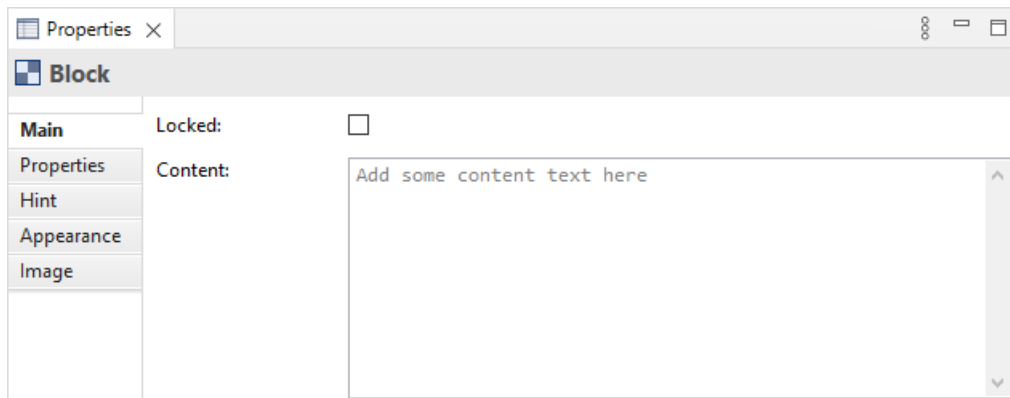 Properties
Block
Main
Locked:
Properties
Content:
Add some content text here
Hint
Appearance
Image